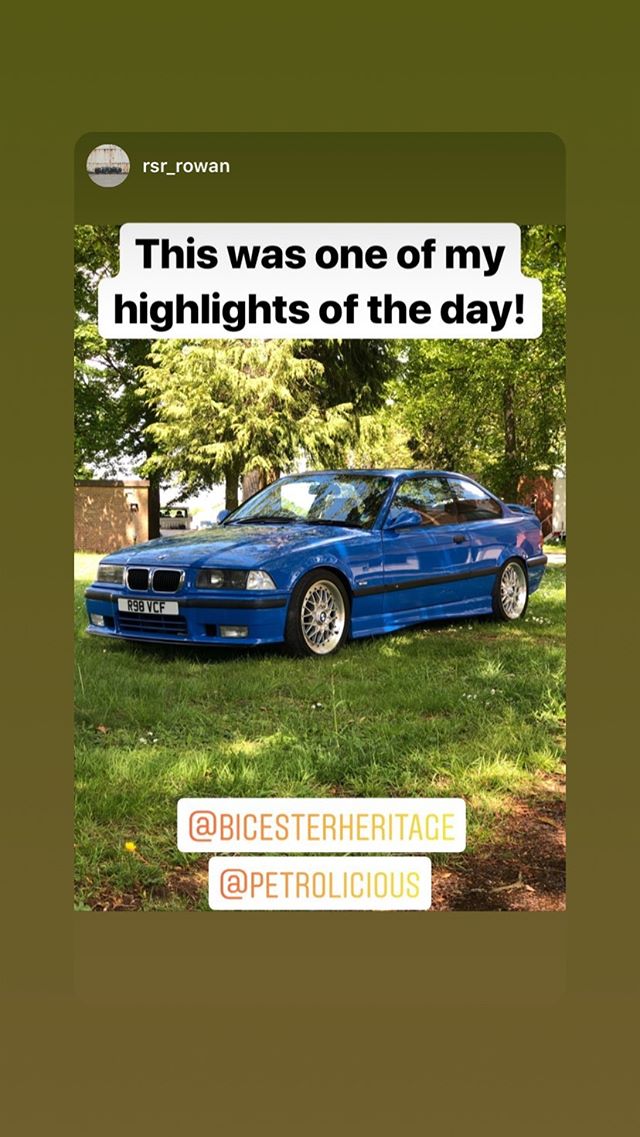 rsr_rowan
This was one of my
highlights of the day!
R98 VCF
@BICESTERHERITAGE
@PETROLICIOUS